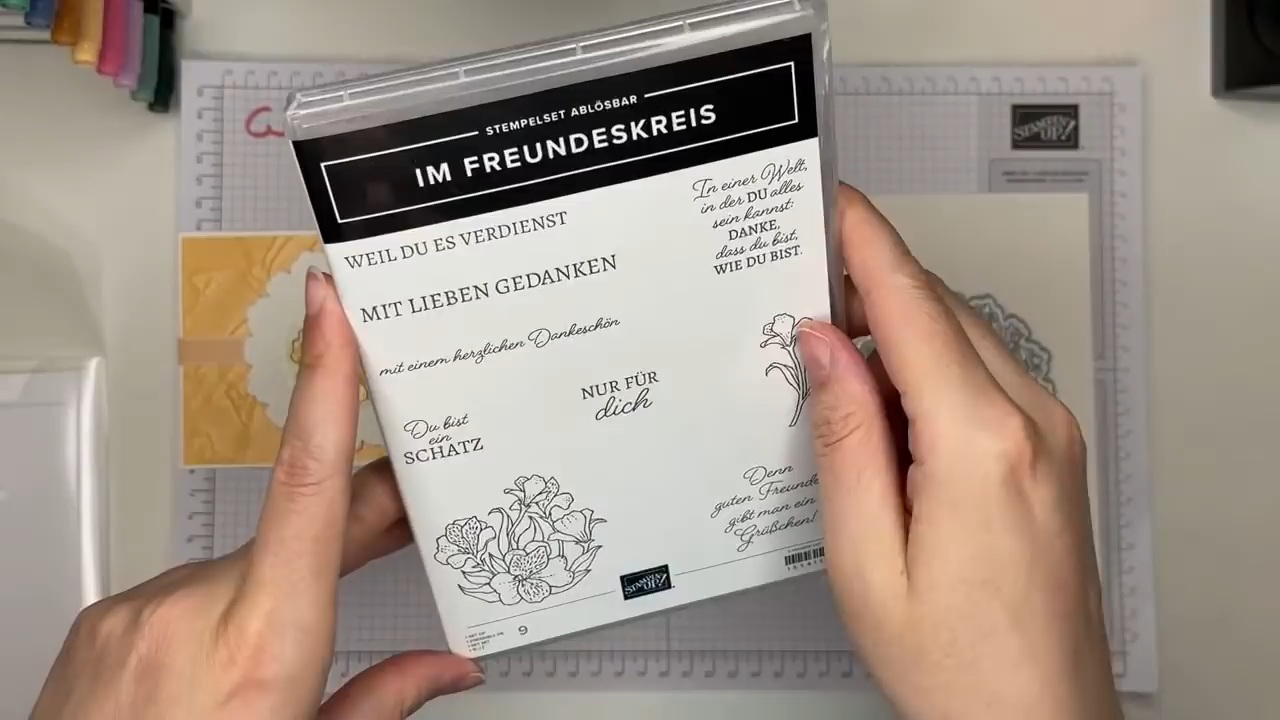 STEMPELSET ABLÖSBAR
IM FREUNDESKREIS
WEIL DU ES VERDIENST
MIT LIEBEN GEDANKEN
mit einem herzlichen Dankeschön
In einer Welt,
in der DU alles
sein kannst:
DANKE,
dass du bist,
WIE DU BIST.
NUR FÜR
dich
Du bist
ein
SCHATZ
Denn
guten Freunde
gibt man ein
Grüßchen!
STAMPIN' UP!
9
STAMPIN' UP!